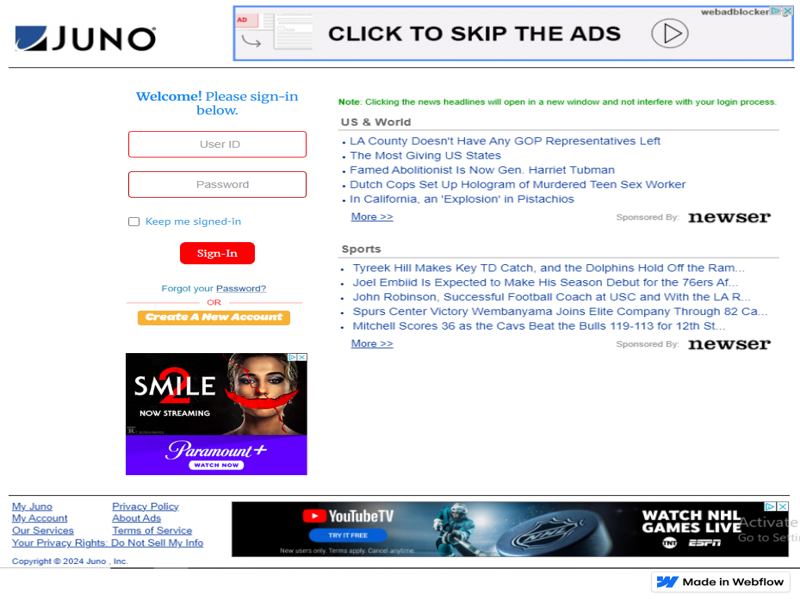 JUNO
AD
CLICK TO SKIP THE ADS
webadblocker
Welcome! Please sign-in
below.
User ID
Password
Keep me signed-in
Sign-In
Forgot your Password?
OR
Create A New Account
Note: Clicking the news headlines will open in a new window and not interfere with your login process.
US & World
LA County Doesn't Have Any GOP Representatives Left
The Most Giving US States
Famed Abolitionist Is Now Gen. Harriet Tubman
Dutch Cops Set Up Hologram of Murdered Teen Sex Worker
In California, an 'Explosion' in Pistachios
More >>
Sponsored By: newser
Sports
Tyreek Hill Makes Key TD Catch, and the Dolphins Hold Off the Ram...
Joel Embiid Is Expected to Make His Season Debut for the 76ers Af...
John Robinson, Successful Football Coach at USC and With the LA R...
Spurs Center Victory Wembanyama Joins Elite Company Through 82 Ca...
Mitchell Scores 36 as the Cavs Beat the Bulls 119-113 for 12th St...
More >>
Sponsored By: newser
SMILE 2
NOW STREAMING
Paramount+
WATCH NOW
My Juno
Privacy Policy
My Account
About Ads
Our Services
Terms of Service
Your Privacy Rights: Do Not Sell My Info
Copyright © 2024 Juno , Inc.
YouTubeTV
TRY IT FREE
New users only. Terms apply. Cancel anytime.
NHL
WATCH NHL
GAMES LIVE
TNT ESPN
Activate
Go to Setti
Made in Webflow